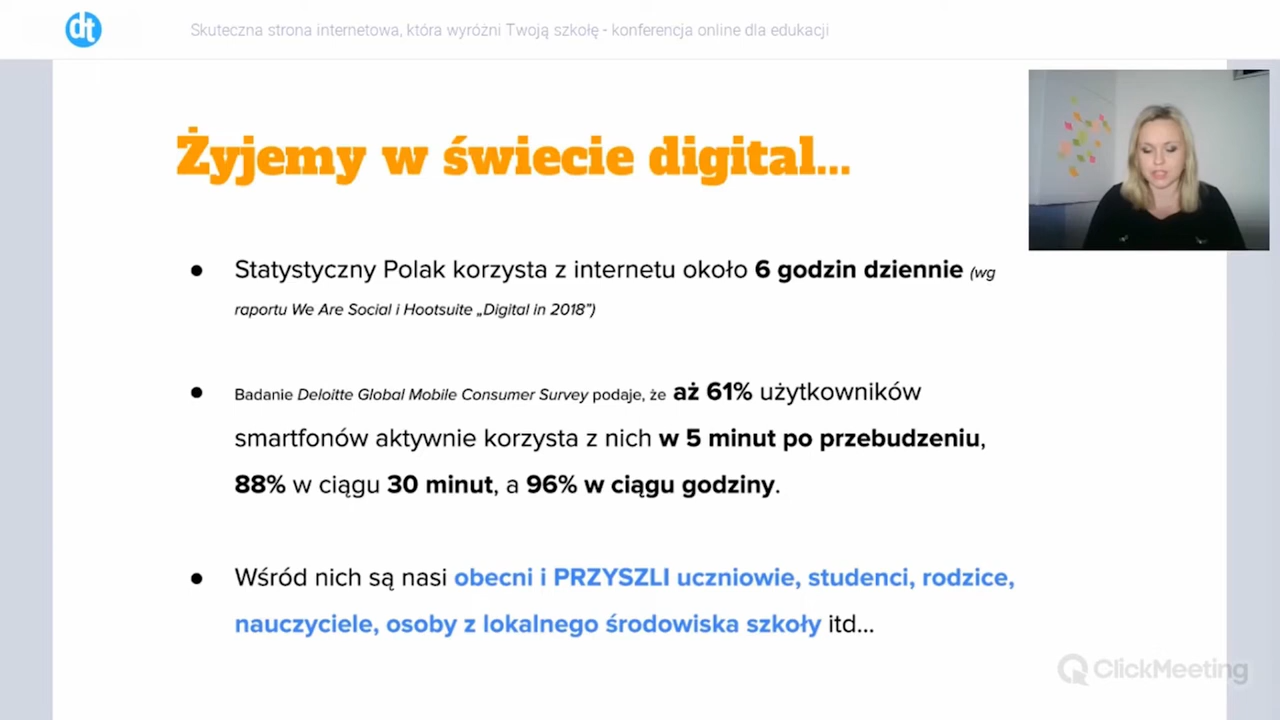 dt
Skuteczna strona internetowa, która wyróżni Twoją szkołę - konferencja online dla edukacji
Żyjemy w świecie digital...
● Statystyczny Polak korzysta z internetu około 6 godzin dziennie (wg
raportu We Are Social i Hootsuite „Digital in 2018”)
● Badanie Deloitte Global Mobile Consumer Survey podaje, że aż 61% użytkowników
smartfonów aktywnie korzysta z nich w 5 minut po przebudzeniu,
88% w ciągu 30 minut, a 96% w ciągu godziny.
● Wśród nich są nasi obecni i PRZYSZLI uczniowie, studenci, rodzice,
nauczyciele, osoby z lokalnego środowiska szkoły itd...
ClickMeeting